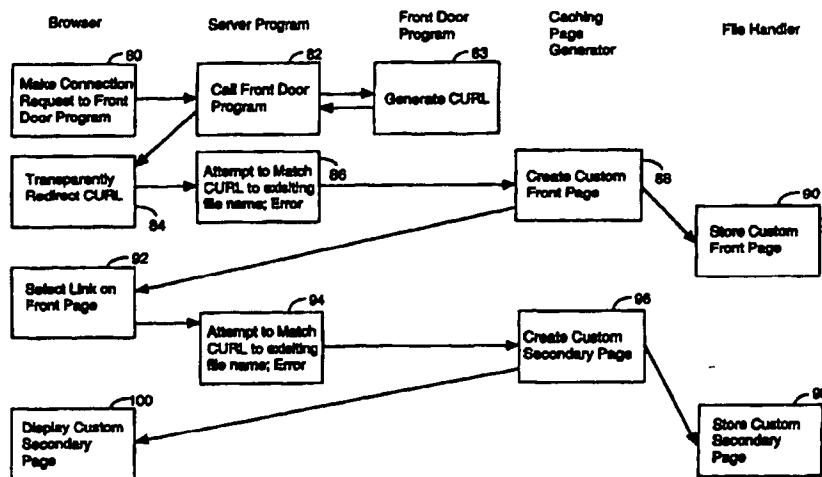 Browser
Server Program
Front Door
Program
Caching
Page
Generator
File Handler
80
Make Connection
Request to Front
Door Program
82
Call Front Door
Program
83
Generate CURL
Transparently
Redirect CURL
84
Attempt to Match
CURL to existing
file name; Error
86
Create Custom
Front Page
88
90
Store Custom
Front Page
92
Select Link on
Front Page
94
Attempt to Match
CURL to existing
file name; Error
96
Create Custom
Secondary Page
98
Store Custom
Secondary
Page
100
Display Custom
Secondary
Page